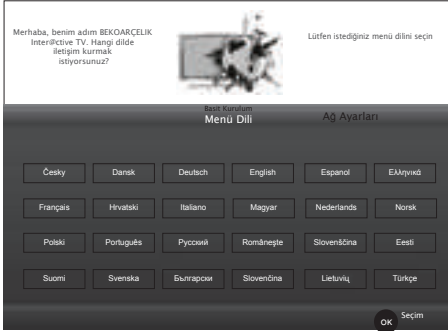 Merhaba, benim adım BEKOARÇELIK
Inter@ctive TV. Hangi dilde
iletişim kurmak
istiyorsunuz?
Lütfen istediğiniz menü dilini seçin
Basit Kurulum
Menü Dili
Ağ Ayarları
Česky Dansk Deutsch English Espanol Ελληνικά
Français Hrvatski Italiano Magyar Nederlands Norsk
Polski Português Русский Româneşte Slovenščina Eesti
Suomi Svenska Български Slovenčina Lietuvių Türkçe
OK Seçim